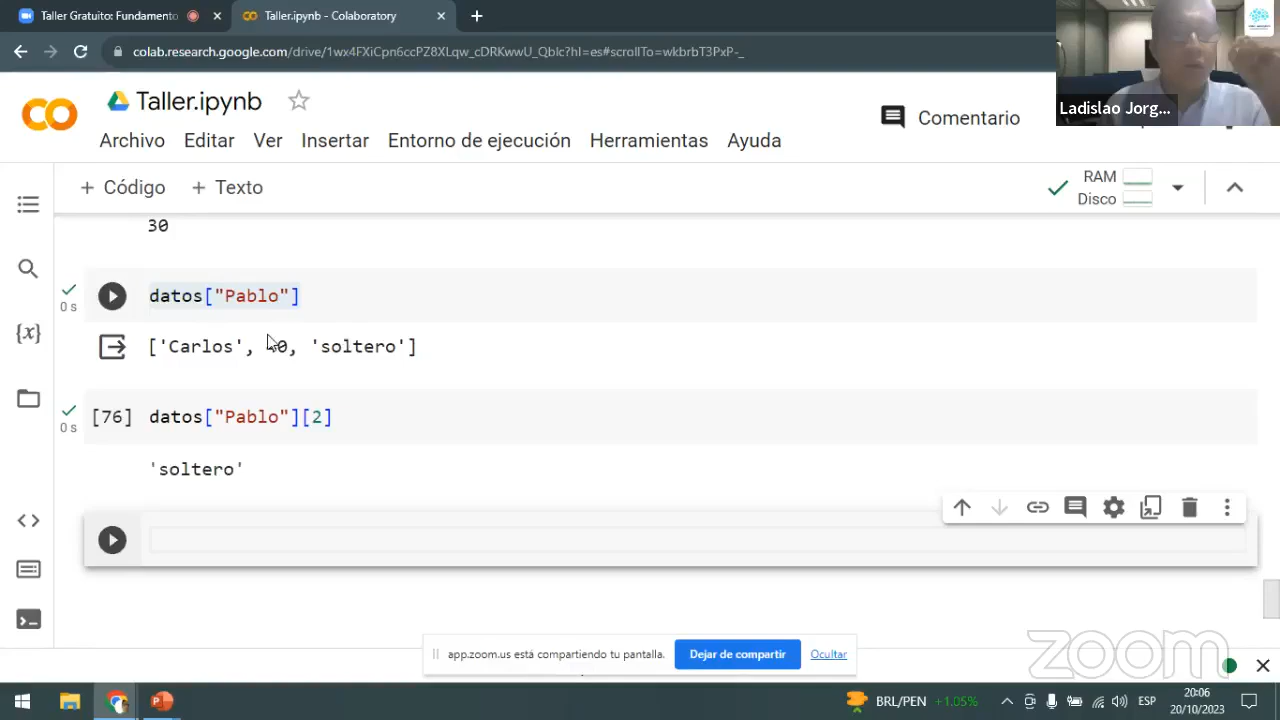 Taller Gratuito: Fundamento
Taller.ipynb - Colaboratory
colab.research.google.com/drive/1wx4FXiCpn6ccPZ8XLqw_cDRKwwU_Qblc?hl=es#scrollTo=wkbrbT3PxP-_
Ladislao Jorg...
Taller.ipynb
Comentario
Archivo Editar Ver Insertar Entorno de ejecución Herramientas Ayuda
+ Código + Texto
RAM
Disco
30
0 s
datos["Pablo"]
['Carlos', 0, 'soltero']
0 s
[76] datos["Pablo"][2]
'soltero'
app.zoom.us está compartiendo tu pantalla. Dejar de compartir Ocultar
zoom
BRL/PEN +1.05%
ESP
20:06
20/10/2023